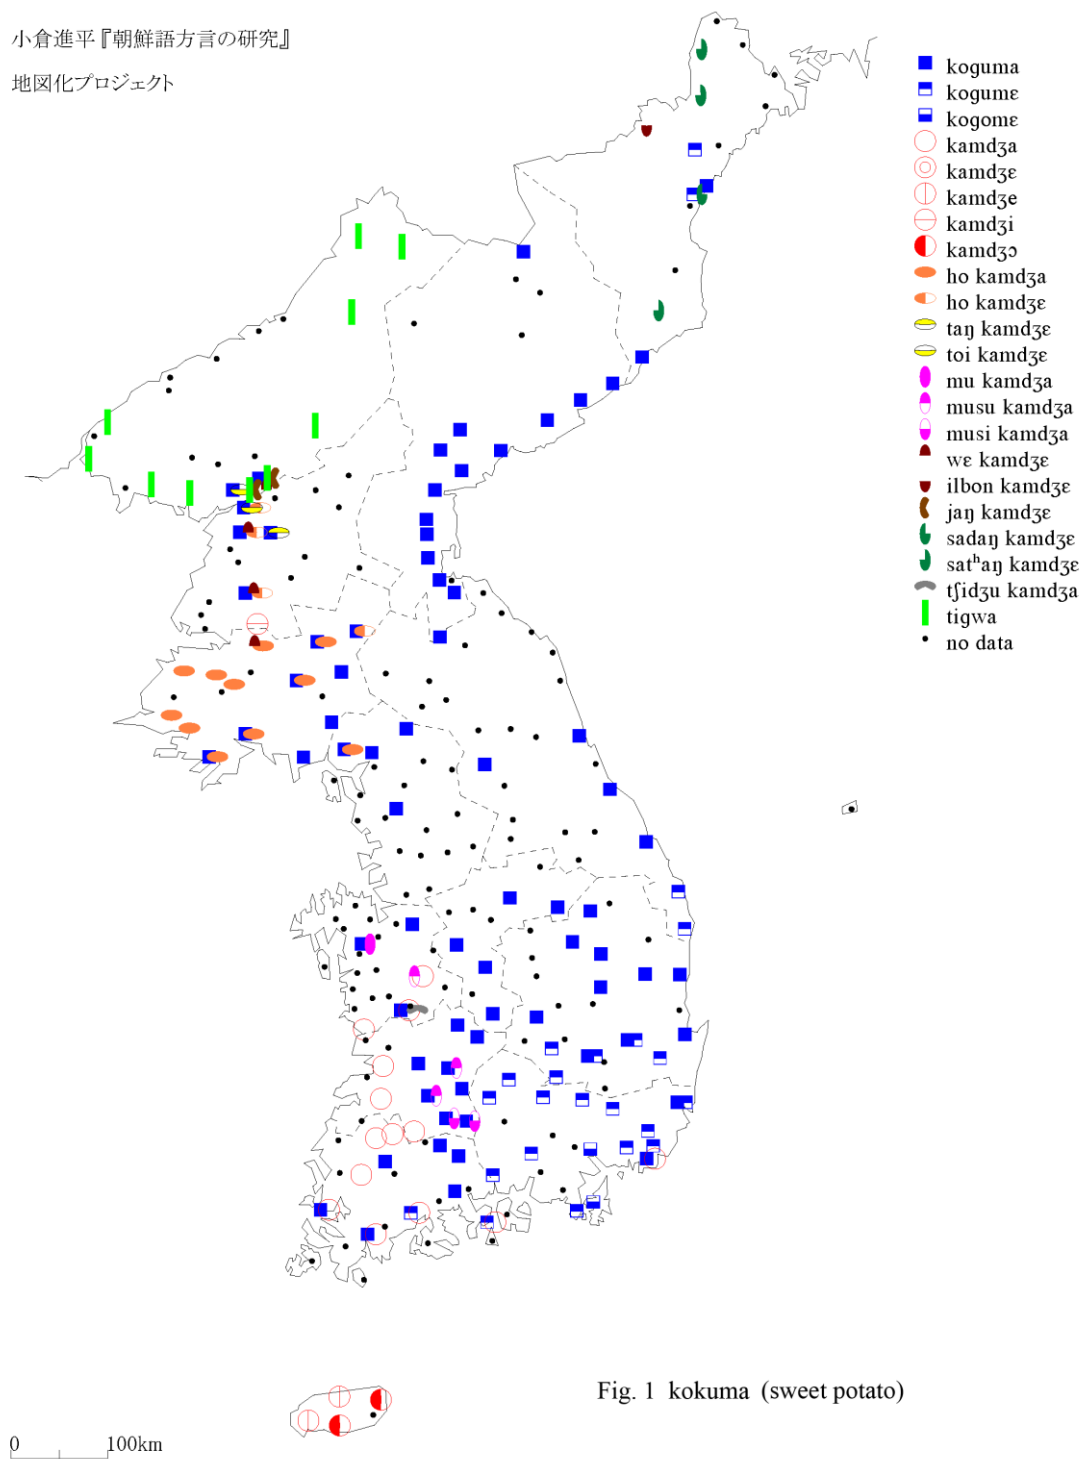 小倉進平『朝鮮語方言の研究』
地図化プロジェクト
koguma
kogumɛ
kogomɛ
kamdʒa
kamdʒɛ
kamdʒe
kamdʒi
kamdʒɔ
ho kamdʒa
ho kamdʒɛ
taŋ kamdʒɛ
toi kamdʒɛ
mu kamdʒa
musu kamdʒa
musi kamdʒa
wɛ kamdʒɛ
ilbon kamdʒɛ
jaŋ kamdʒɛ
sadaŋ kamdʒɛ
satʰaŋ kamdʒɛ
tʃidʒu kamdʒa
tigwa
no data
Fig. 1 kokuma (sweet potato)
0 100km